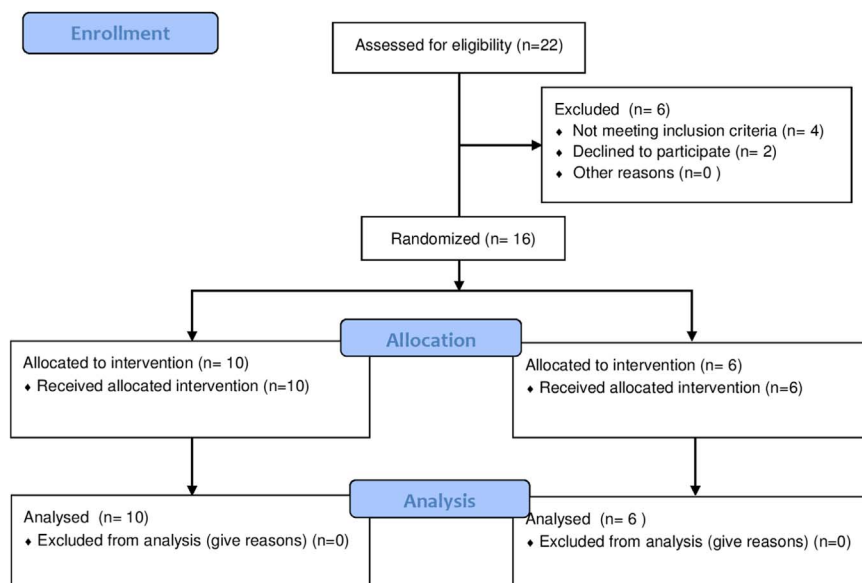 Enrollment
Assessed for eligibility (n=22)
Excluded (n= 6)
♦ Not meeting inclusion criteria (n= 4)
♦ Declined to participate (n= 2)
♦ Other reasons (n=0 )
Randomized (n= 16)
Allocation
Allocated to intervention (n= 10)
♦ Received allocated intervention (n=10)
Allocated to intervention (n= 6)
♦ Received allocated intervention (n=6)
Analysis
Analysed (n= 10)
♦ Excluded from analysis (give reasons) (n=0)
Analysed (n= 6 )
♦ Excluded from analysis (give reasons) (n=0)